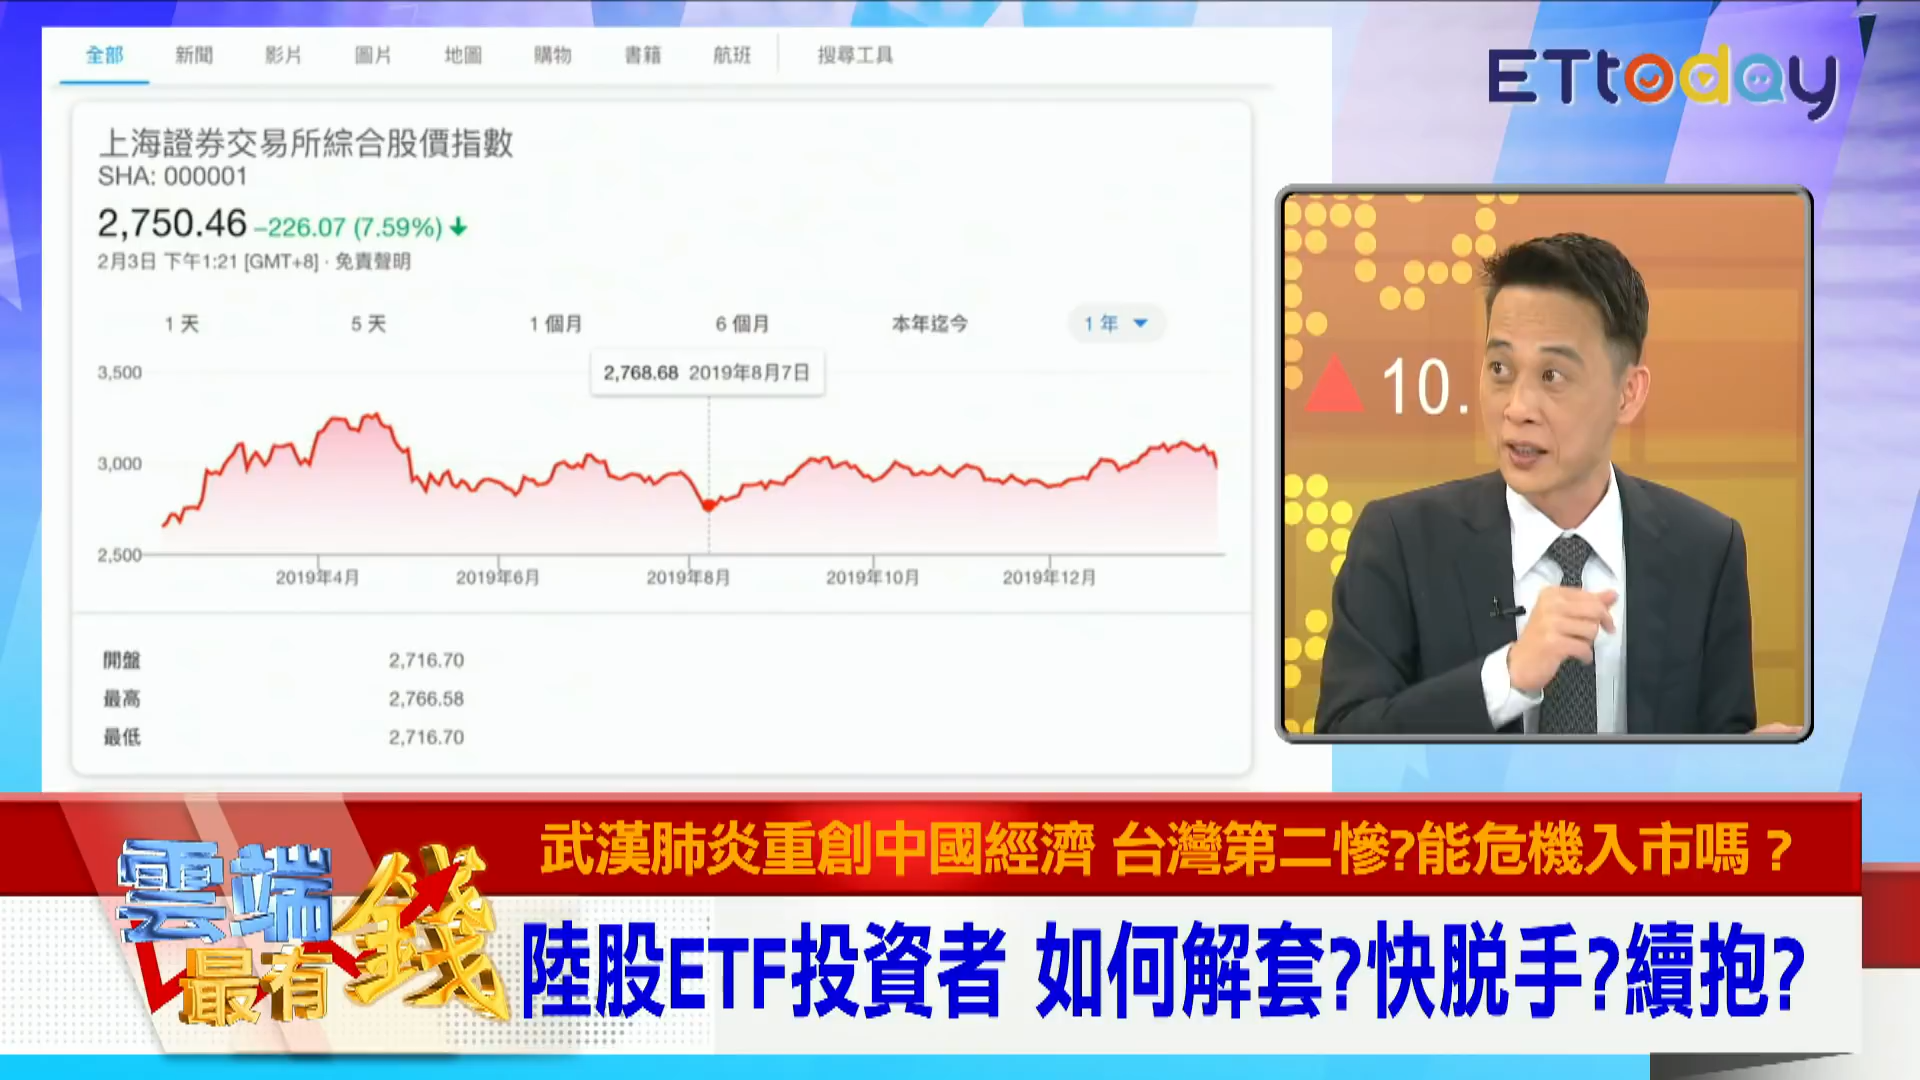 全部 新聞 影片 圖片 地圖 購物 書籍 航班 搜尋工具
ETtoday
上海證券交易所綜合股價指數
SHA: 000001
2,750.46 -226.07 (7.59%)
2月3日 下午1:21 [GMT+8] · 免責聲明
1 天 5 天 1 個月 6 個月 本年迄今 1 年
2,768.68 2019年8月7日
3,500
3,000
2,500
2019年4月 2019年6月 2019年8月 2019年10月 2019年12月
開盤 2,716.70
最高 2,766.58
最低 2,716.70
10.
武漢肺炎重創中國經濟 台灣第二慘?能危機入市嗎？
雲端最有錢
陸股ETF投資者 如何解套?快脫手?續抱?